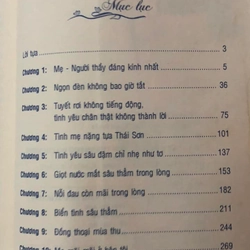 Mục lục
Lời tựa 3
Chương 1: Mẹ - Người thầy đáng kính nhất 5
Chương 2: Ngọn đèn không bao giờ tắt 36
Chương 3: Tuyết rơi không tiếng động,
tình yêu chân thật không thành lời 75
Chương 4: Tình mẹ nặng tựa Thái Sơn 101
Chương 5: Tình yêu sâu đậm chỉ nhẹ như tơ 137
Chương 6: Giọt nước mắt sâu thẳm trong lòng 153
Chương 7: Nỗi đau còn mãi trong lòng 182
Chương 8: Biển tình sâu thẳm 211
Chương 9: Đồng thoại mùa thu 244
269